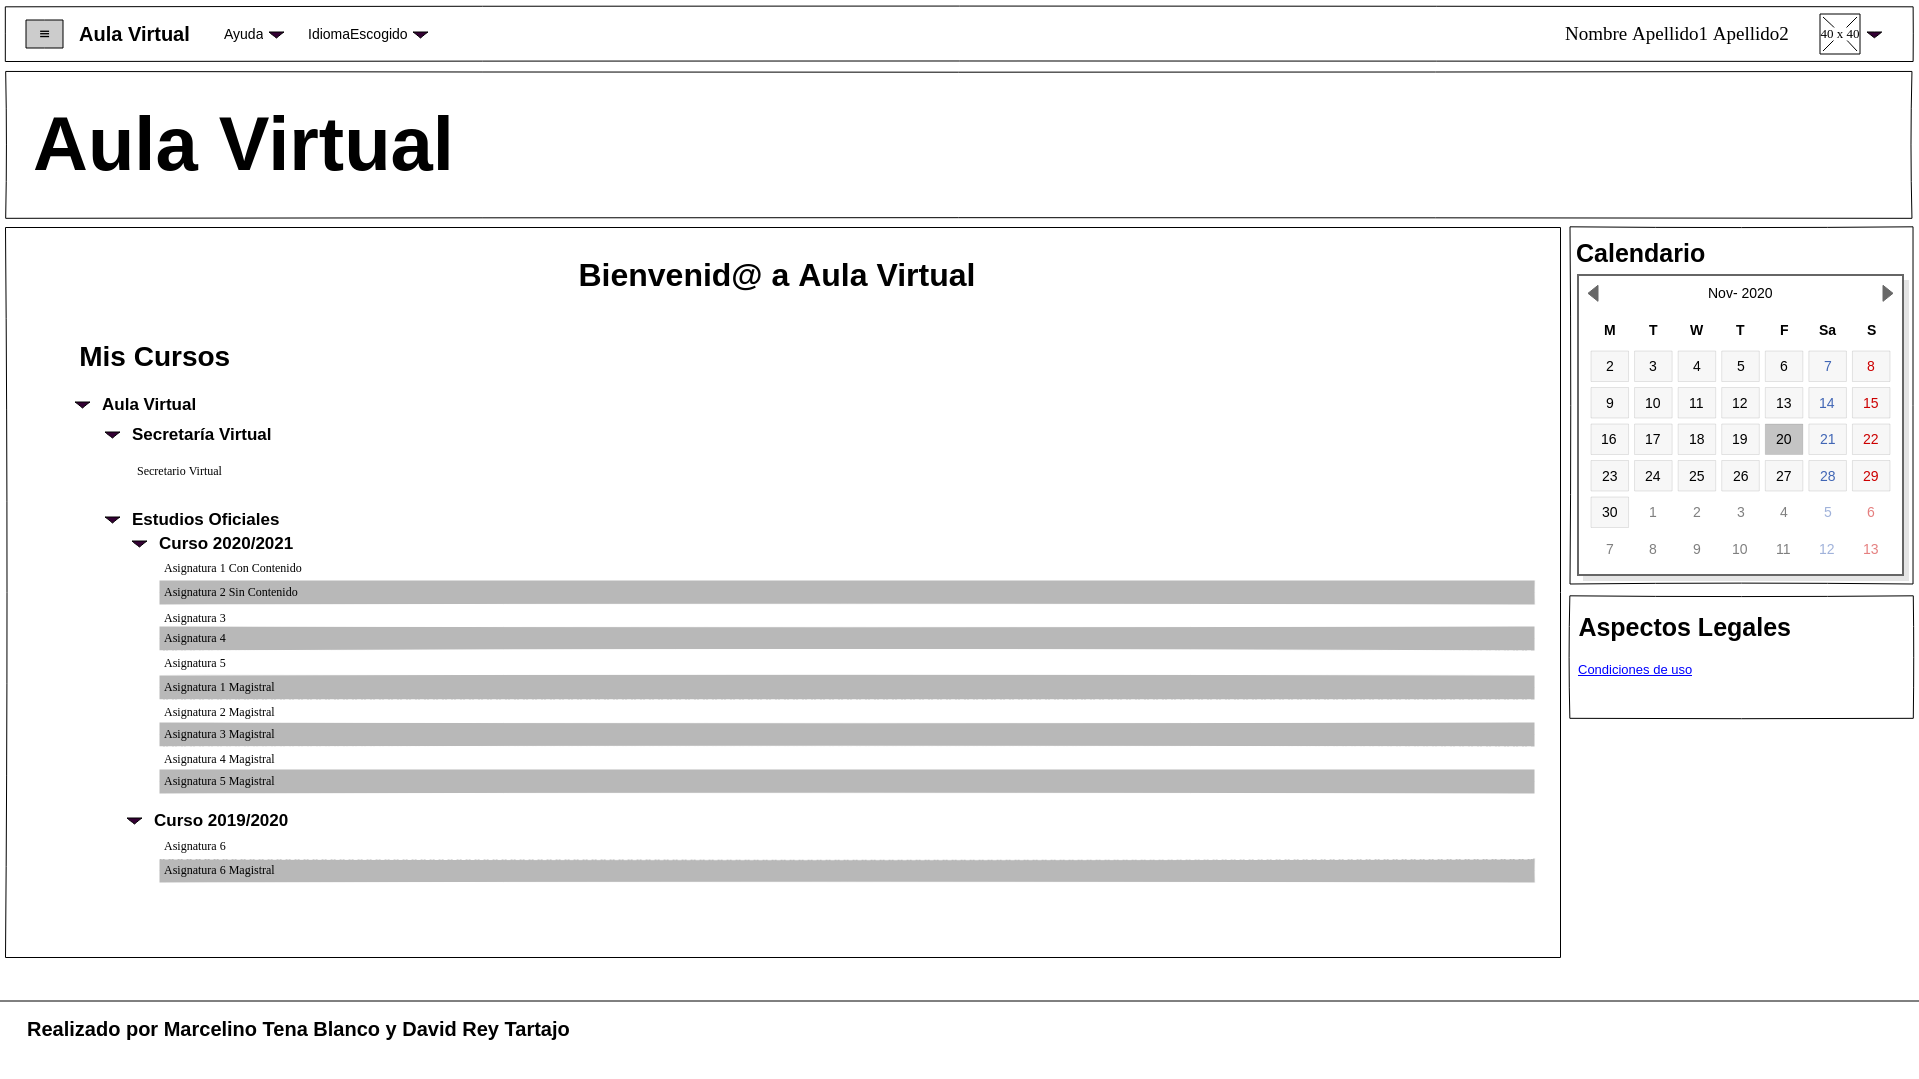 ≡ Aula Virtual Ayuda IdiomaEscogido Nombre Apellido1 Apellido2 40 x 40
Aula Virtual
Bienvenid@ a Aula Virtual
Mis Cursos
Aula Virtual
Secretaría Virtual
Secretario Virtual
Estudios Oficiales
Curso 2020/2021
Asignatura 1 Con Contenido
Asignatura 2 Sin Contenido
Asignatura 3
Asignatura 4
Asignatura 5
Asignatura 1 Magistral
Asignatura 2 Magistral
Asignatura 3 Magistral
Asignatura 4 Magistral
Asignatura 5 Magistral
Curso 2019/2020
Asignatura 6
Asignatura 6 Magistral
Calendario
Nov- 2020
M T W T F Sa S
2 3 4 5 6 7 8
9 10 11 12 13 14 15
16 17 18 19 20 21 22
23 24 25 26 27 28 29
30 1 2 3 4 5 6
7 8 9 10 11 12 13
Aspectos Legales
Condiciones de uso
Realizado por Marcelino Tena Blanco y David Rey Tartajo